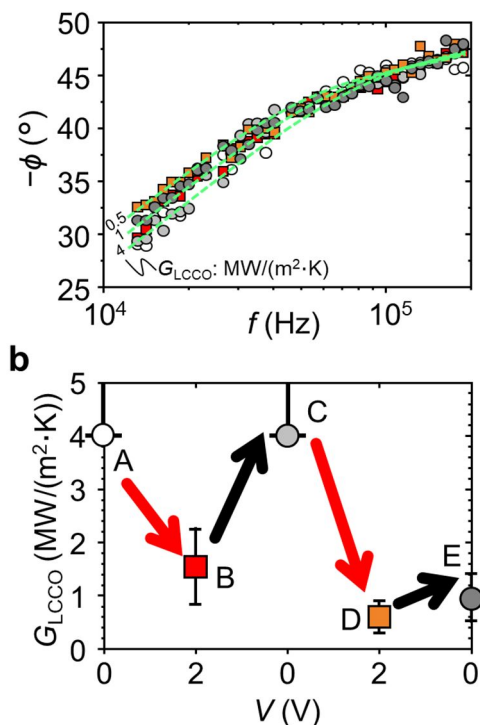 50
45
40
35
30
25
−ϕ (°)
0.5
1
4
G_LCCO: MW/(m²·K)
10⁴
10⁵
f (Hz)
b
5
4
3
2
1
0
G_LCCO (MW/(m²·K))
A
B
C
D
E
0
2
0
2
0
V (V)